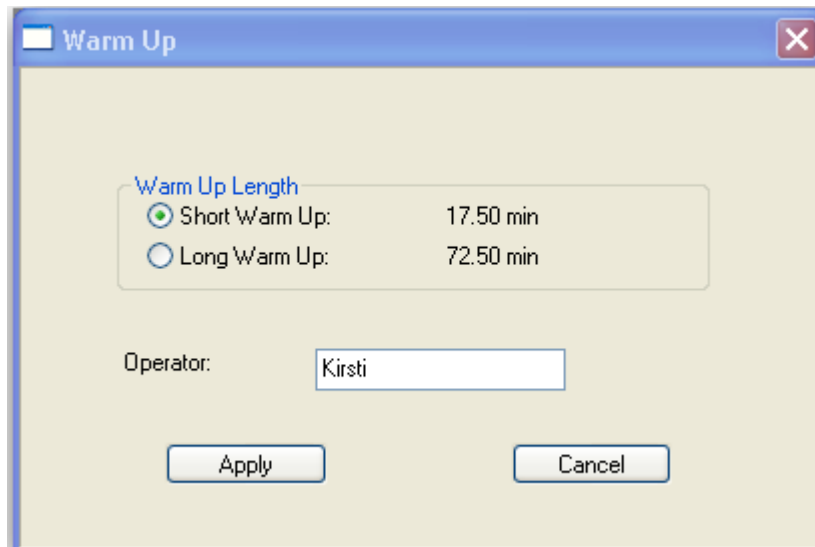 Warm Up
Warm Up Length
Short Warm Up: 17.50 min
Long Warm Up: 72.50 min
Operator: Kirsti
Apply Cancel